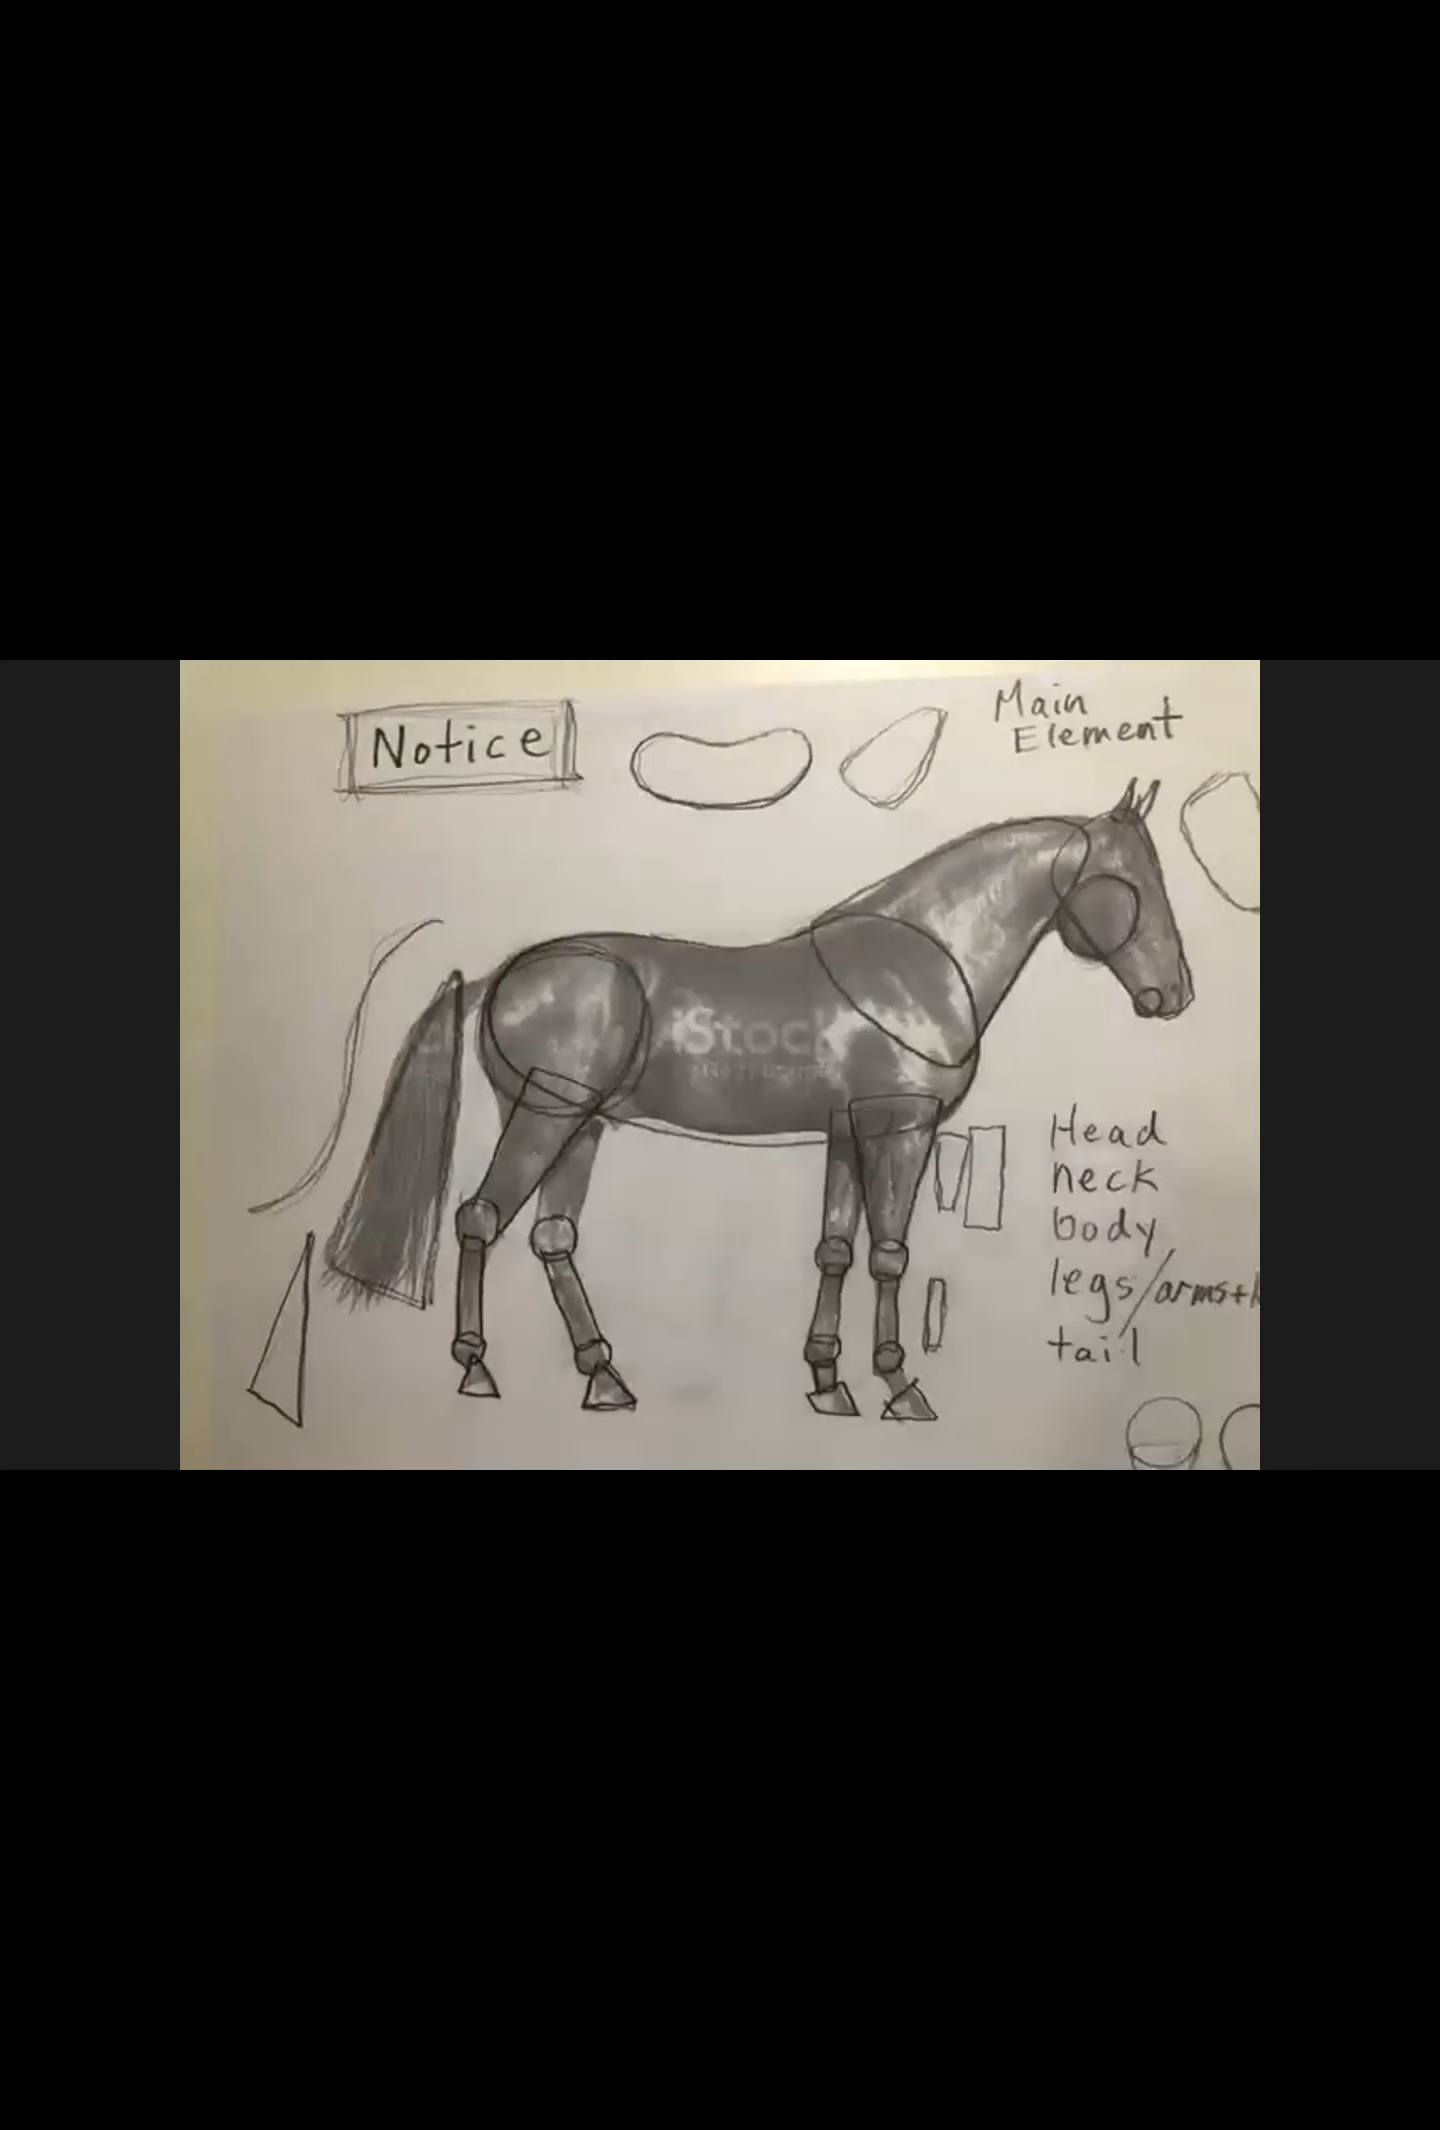 Notice
Main
Element
iStock
Head
neck
body
legs/arms+
tail